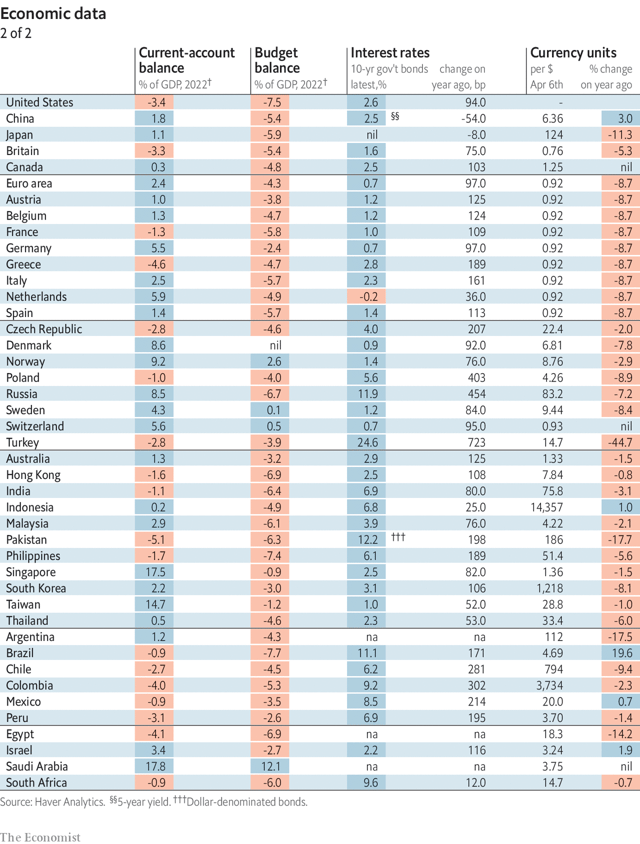 Economic data
2 of 2
Current-account balance Budget balance Interest rates Currency units
% of GDP, 2022† % of GDP, 2022† 10-yr gov't bonds latest,% change on year ago, bp per $ Apr 6th % change on year ago
United States -3.4 -7.5 2.6 94.0 -
China 1.8 -5.4 2.5 §§ -54.0 6.36 3.0
Japan 1.1 -5.9 nil -8.0 124 -11.3
Britain -3.3 -5.4 1.6 75.0 0.76 -5.3
Canada 0.3 -4.8 2.5 103 1.25 nil
Euro area 2.4 -4.3 0.7 97.0 0.92 -8.7
Austria 1.0 -3.8 1.2 125 0.92 -8.7
Belgium 1.3 -4.7 1.2 124 0.92 -8.7
France -1.3 -5.8 1.0 109 0.92 -8.7
Germany 5.5 -2.4 0.7 97.0 0.92 -8.7
Greece -4.6 -4.7 2.8 189 0.92 -8.7
Italy 2.5 -5.7 2.3 161 0.92 -8.7
Netherlands 5.9 -4.9 -0.2 36.0 0.92 -8.7
Spain 1.4 -5.7 1.4 113 0.92 -8.7
Czech Republic -2.8 -4.6 4.0 207 22.4 -2.0
Denmark 8.6 nil 0.9 92.0 6.81 -7.8
Norway 9.2 2.6 1.4 76.0 8.76 -2.9
Poland -1.0 -4.0 5.6 403 4.26 -8.9
Russia 8.5 -6.7 11.9 454 83.2 -7.2
Sweden 4.3 0.1 1.2 84.0 9.44 -8.4
Switzerland 5.6 0.5 0.7 95.0 0.93 nil
Turkey -2.8 -3.9 24.6 723 14.7 -44.7
Australia 1.3 -3.2 2.9 125 1.33 -1.5
Hong Kong -1.6 -6.9 2.5 108 7.84 -0.8
India -1.1 -6.4 6.9 80.0 75.8 -3.1
Indonesia 0.2 -4.9 6.8 25.0 14,357 1.0
Malaysia 2.9 -6.1 3.9 76.0 4.22 -2.1
Pakistan -5.1 -6.3 12.2 ††† 198 186 -17.7
Philippines -1.7 -7.4 6.1 189 51.4 -5.6
Singapore 17.5 -0.9 2.5 82.0 1.36 -1.5
South Korea 2.2 -3.0 3.1 106 1,218 -8.1
Taiwan 14.7 -1.2 1.0 52.0 28.8 -1.0
Thailand 0.5 -4.6 2.3 53.0 33.4 -6.0
Argentina 1.2 -4.3 na na 112 -17.5
Brazil -0.9 -7.7 11.1 171 4.69 19.6
Chile -2.7 -4.5 6.2 281 794 -9.4
Colombia -4.0 -5.3 9.2 302 3,734 -2.3
Mexico -0.9 -3.5 8.5 214 20.0 0.7
Peru -3.1 -2.6 6.9 195 3.70 -1.4
Egypt -4.1 -6.9 na na 18.3 -14.2
Israel 3.4 -2.7 2.2 116 3.24 1.9
Saudi Arabia 17.8 12.1 na na 3.75 nil
South Africa -0.9 -6.0 9.6 12.0 14.7 -0.7
Source: Haver Analytics. §§5-year yield. †††Dollar-denominated bonds.
The Economist